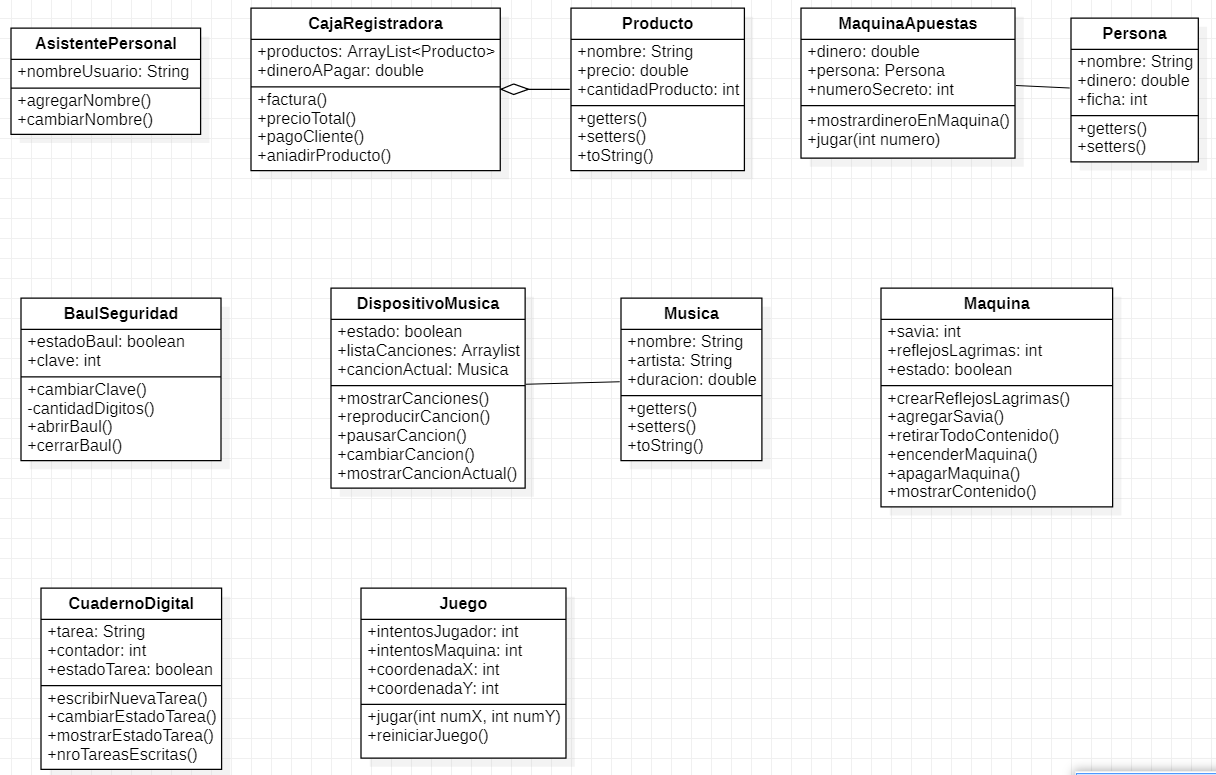 AsistentePersonal
+nombreUsuario: String
+agregarNombre()
+cambiarNombre()
CajaRegistradora
+productos: ArrayList<Producto>
+dineroAPagar: double
+factura()
+precioTotal()
+pagoCliente()
+aniadirProducto()
Producto
+nombre: String
+precio: double
+cantidadProducto: int
+getters()
+setters()
+toString()
MaquinaApuestas
+dinero: double
+persona: Persona
+numeroSecreto: int
+mostrardineroEnMaquina()
+jugar(int numero)
Persona
+nombre: String
+dinero: double
+ficha: int
+getters()
+setters()
BaulSeguridad
+estadoBaul: boolean
+clave: int
+cambiarClave()
-cantidadDigitos()
+abrirBaul()
+cerrarBaul()
DispositivoMusica
+estado: boolean
+listaCanciones: Arraylist
+cancionActual: Musica
+mostrarCanciones()
+reproducirCancion()
+pausarCancion()
+cambiarCancion()
+mostrarCancionActual()
Musica
+nombre: String
+artista: String
+duracion: double
+getters()
+setters()
+toString()
Maquina
+savia: int
+reflejosLagrimas: int
+estado: boolean
+crearReflejosLagrimas()
+agregarSavia()
+retirarTodoContenido()
+encenderMaquina()
+apagarMaquina()
+mostrarContenido()
CuadernoDigital
+tarea: String
+contador: int
+estadoTarea: boolean
+escribirNuevaTarea()
+cambiarEstadoTarea()
+mostrarEstadoTarea()
+nroTareasEscritas()
Juego
+intentosJugador: int
+intentosMaquina: int
+coordenadaX: int
+coordenadaY: int
+jugar(int numX, int numY)
+reiniciarJuego()